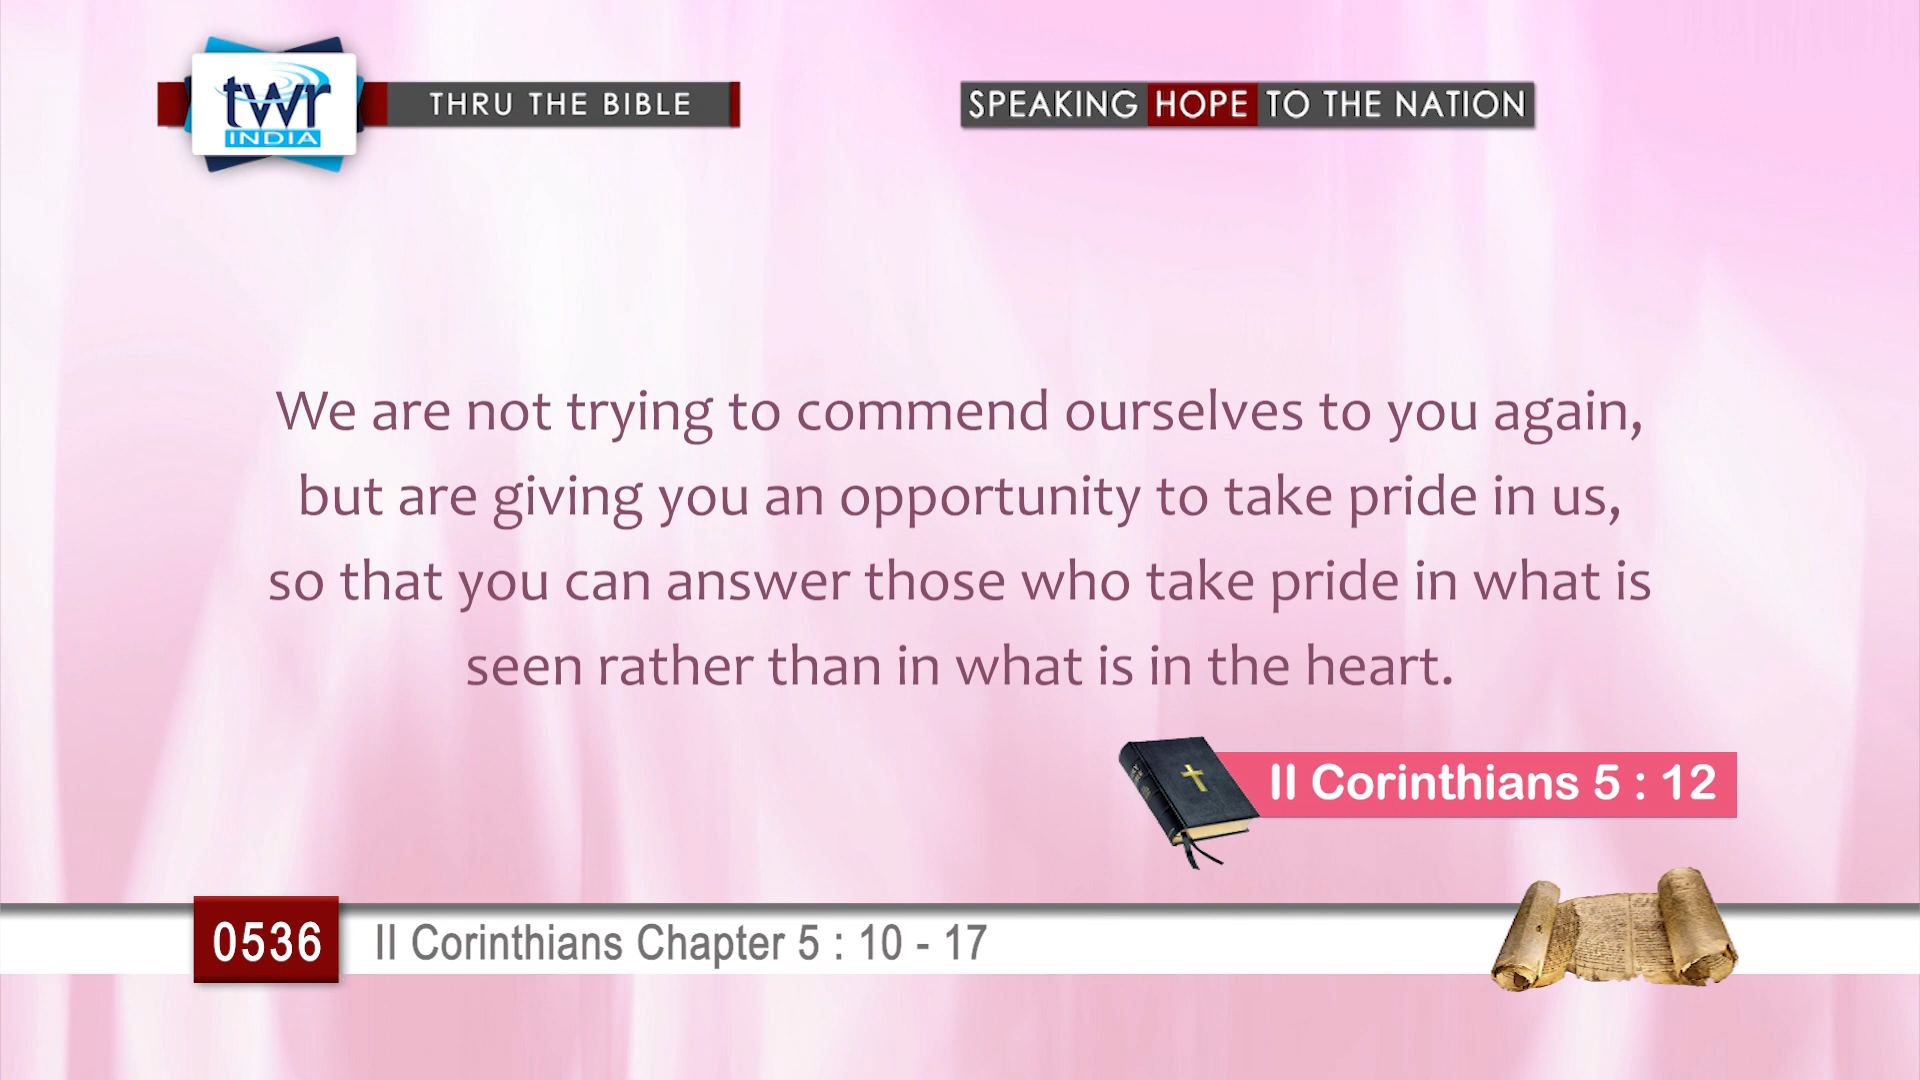 twr
INDIA
THRU THE BIBLE
SPEAKING HOPE TO THE NATION
We are not trying to commend ourselves to you again,
but are giving you an opportunity to take pride in us,
so that you can answer those who take pride in what is
seen rather than in what is in the heart.
II Corinthians 5 : 12
0536
II Corinthians Chapter 5 : 10 - 17